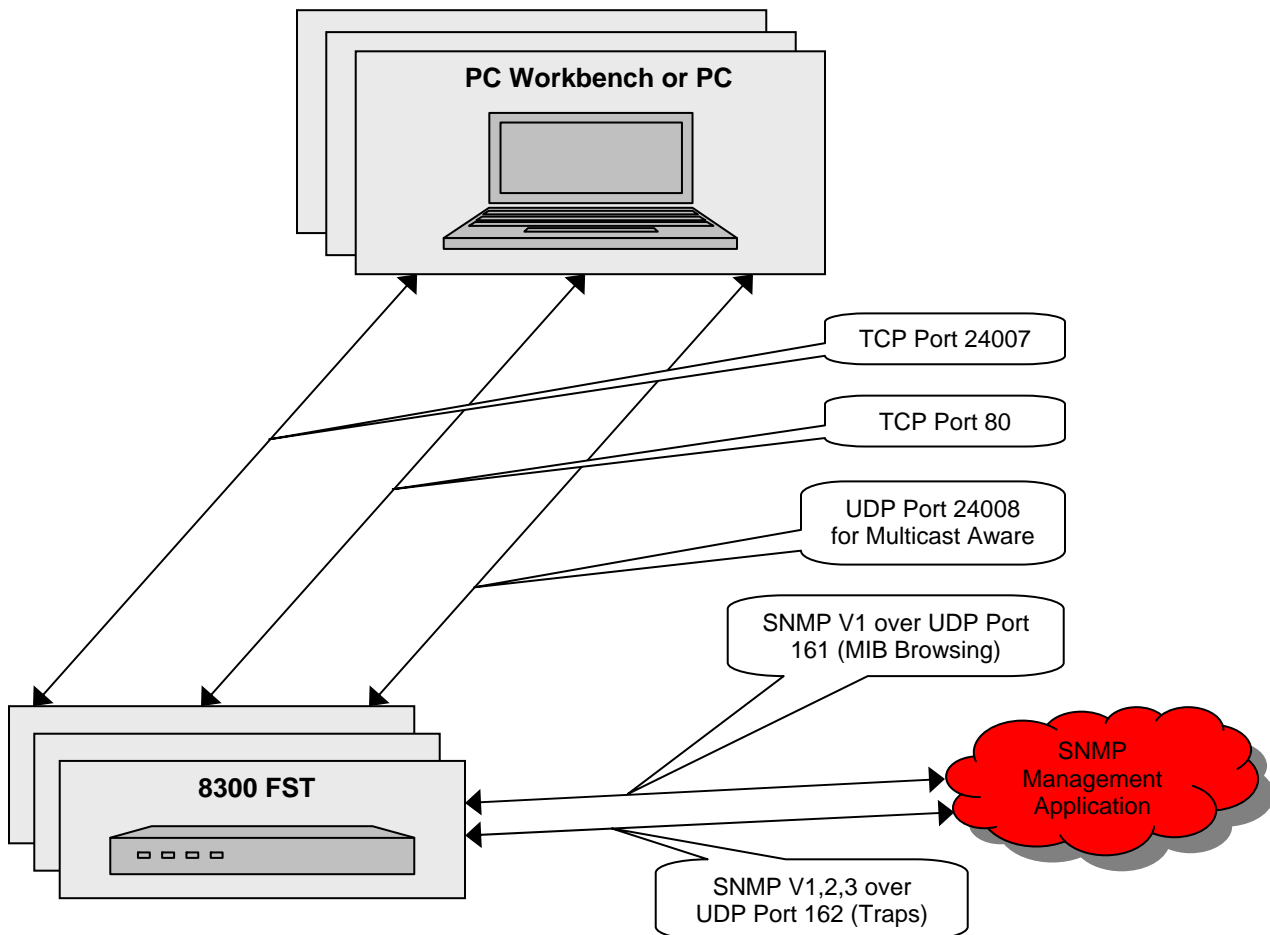 PC Workbench or PC
TCP Port 24007
TCP Port 80
UDP Port 24008
for Multicast Aware
SNMP V1 over UDP Port
161 (MIB Browsing)
8300 FST
SNMP
Management
Application
SNMP V1,2,3 over
UDP Port 162 (Traps)